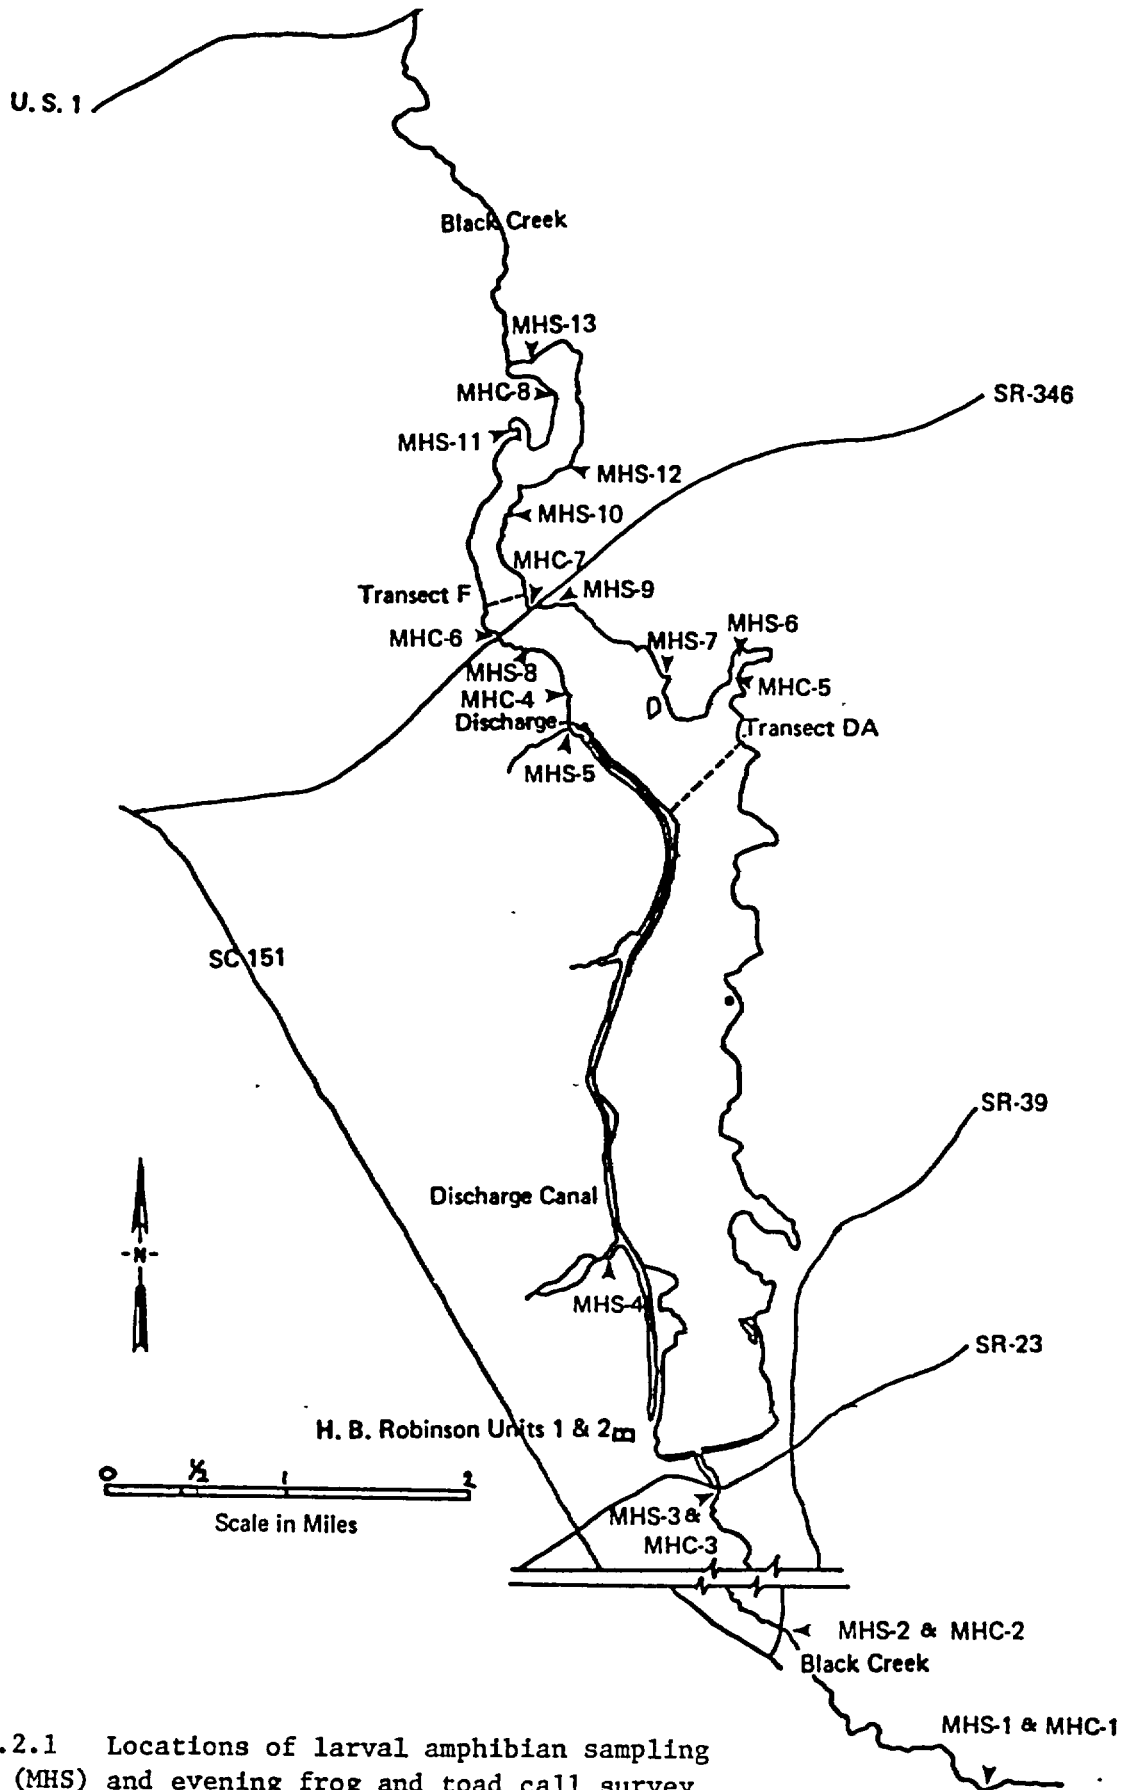 U. S. 1
Black Creek
MHS-13
MHC-8
SR-346
MHS-11
MHS-12
MHS-10
MHC-7
Transect F
MHS-9
MHC-6
MHS-7
MHS-6
MHS-8
MHC-5
MHC-4
Discharge
Transect DA
MHS-5
SC 151
SR-39
Discharge Canal
-N-
MHS-4
SR-23
H. B. Robinson Units 1 & 2
0 1/2 1 2
Scale in Miles
MHS-3 &
MHC-3
MHS-2 & MHC-2
Black Creek
MHS-1 & MHC-1
.2.1 Locations of larval amphibian sampling
(MHS) and evening frog and toad call survey